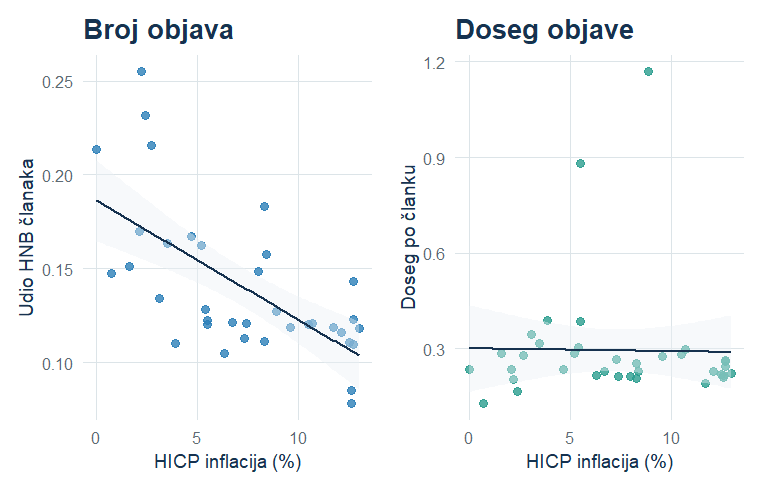 Broj objava
Udio HNB članaka
0.25
0.20
0.15
0.10
0
5
10
HICP inflacija (%)
Doseg objave
Doseg po članku
1.2
0.9
0.6
0.3
0
5
10
HICP inflacija (%)